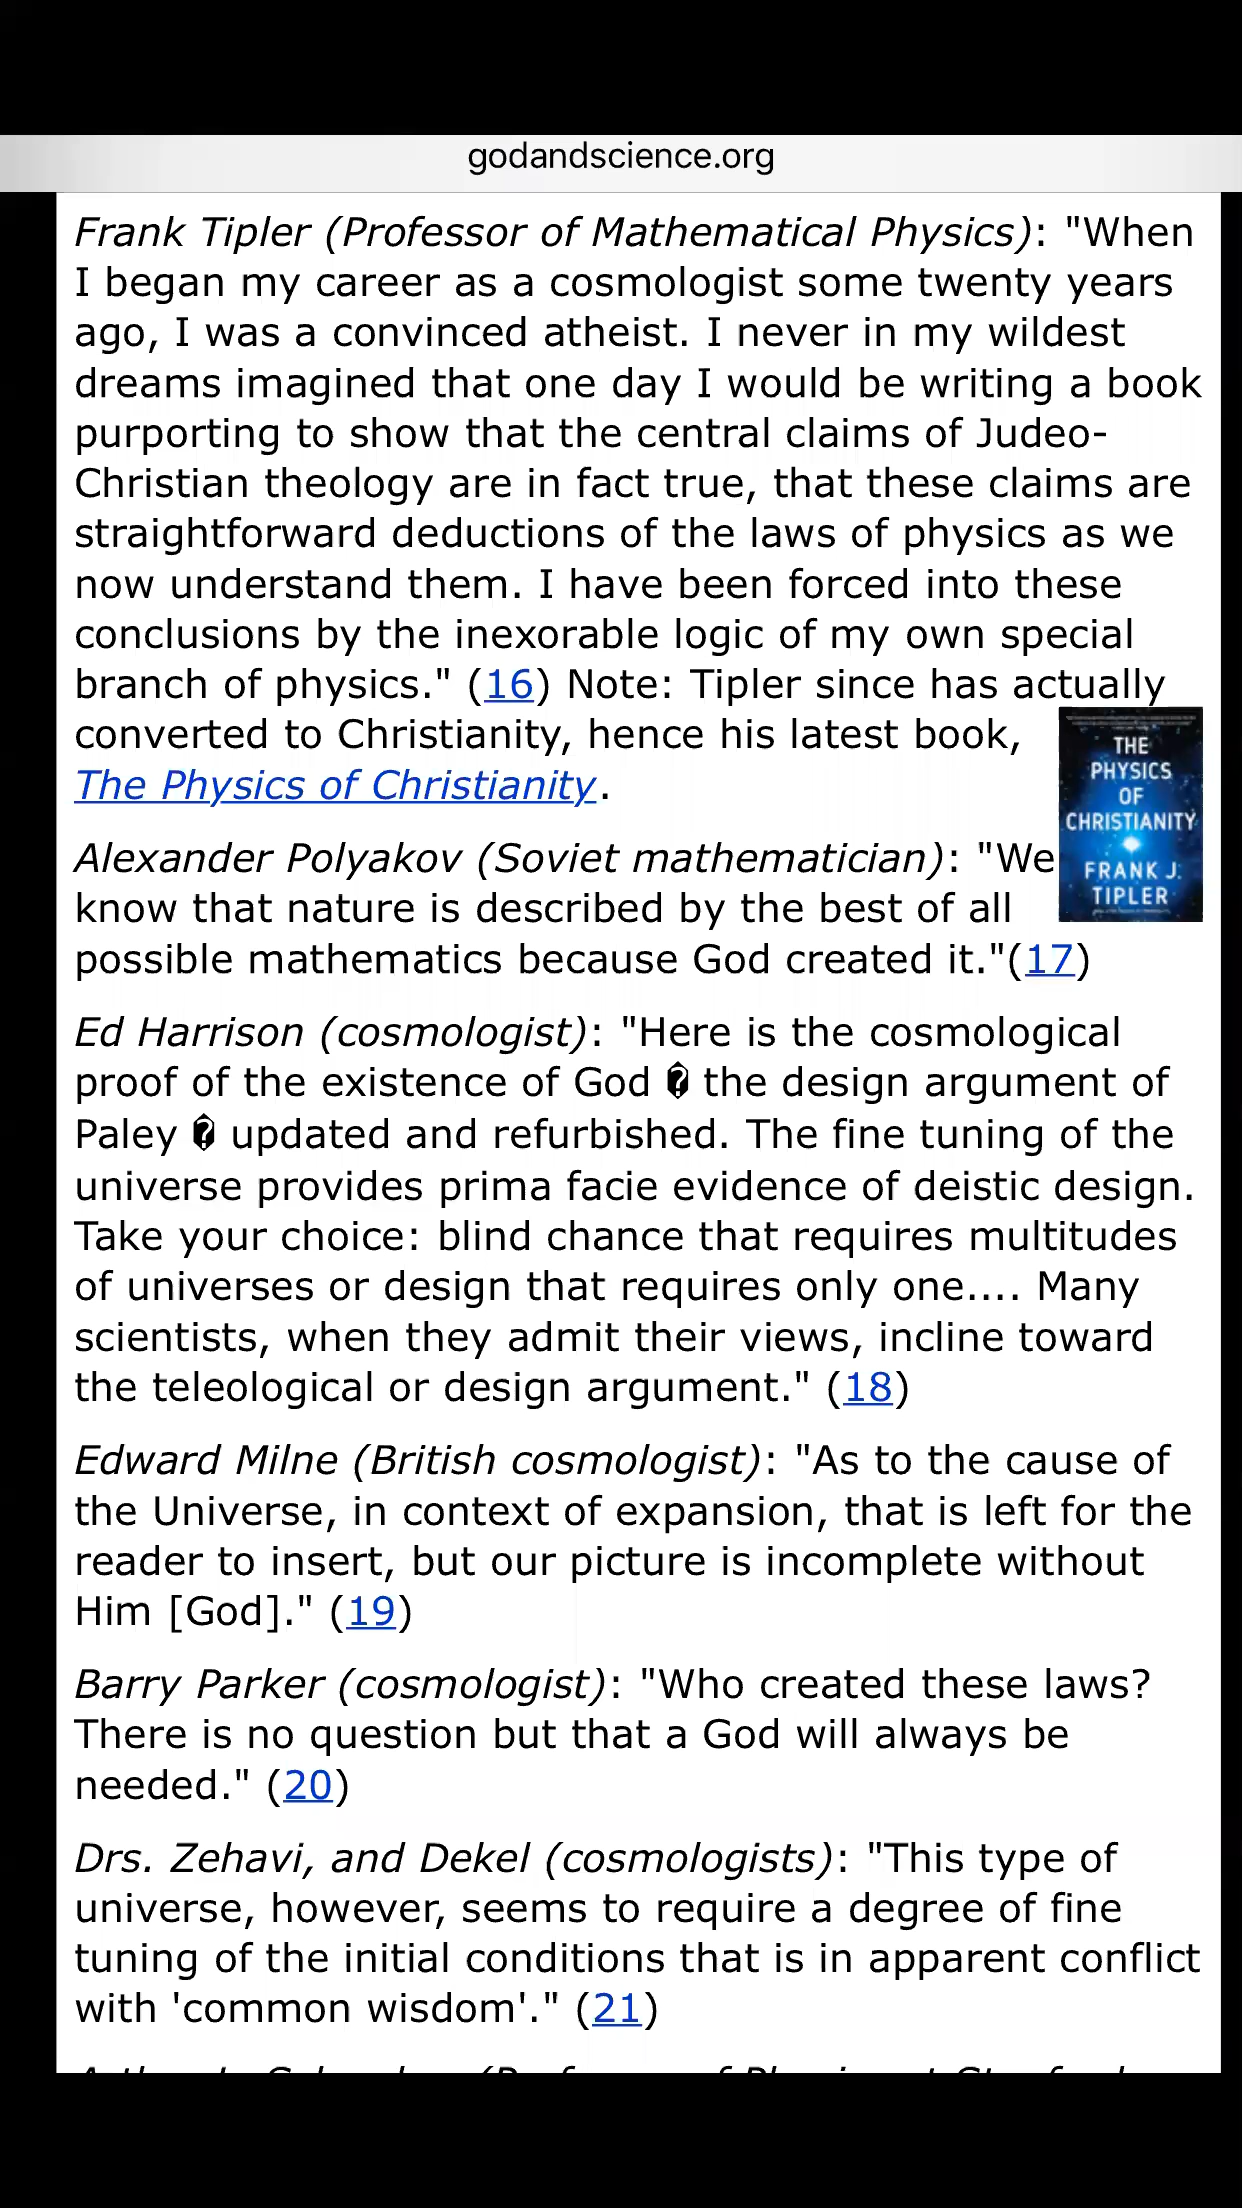 godandscience.org
Frank Tipler (Professor of Mathematical Physics): "When
I began my career as a cosmologist some twenty years
ago, I was a convinced atheist. I never in my wildest
dreams imagined that one day I would be writing a book
purporting to show that the central claims of Judeo-
Christian theology are in fact true, that these claims are
straightforward deductions of the laws of physics as we
now understand them. I have been forced into these
conclusions by the inexorable logic of my own special
branch of physics." (16) Note: Tipler since has actually
converted to Christianity, hence his latest book,
The Physics of Christianity.
THE
PHYSICS
OF
CHRISTIANITY
FRANK J.
TIPLER
Alexander Polyakov (Soviet mathematician): "We
know that nature is described by the best of all
possible mathematics because God created it."(17)
Ed Harrison (cosmologist): "Here is the cosmological
proof of the existence of God � the design argument of
Paley � updated and refurbished. The fine tuning of the
universe provides prima facie evidence of deistic design.
Take your choice: blind chance that requires multitudes
of universes or design that requires only one.... Many
scientists, when they admit their views, incline toward
the teleological or design argument." (18)
Edward Milne (British cosmologist): "As to the cause of
the Universe, in context of expansion, that is left for the
reader to insert, but our picture is incomplete without
Him [God]." (19)
Barry Parker (cosmologist): "Who created these laws?
There is no question but that a God will always be
needed." (20)
Drs. Zehavi, and Dekel (cosmologists): "This type of
universe, however, seems to require a degree of fine
tuning of the initial conditions that is in apparent conflict
with 'common wisdom'." (21)